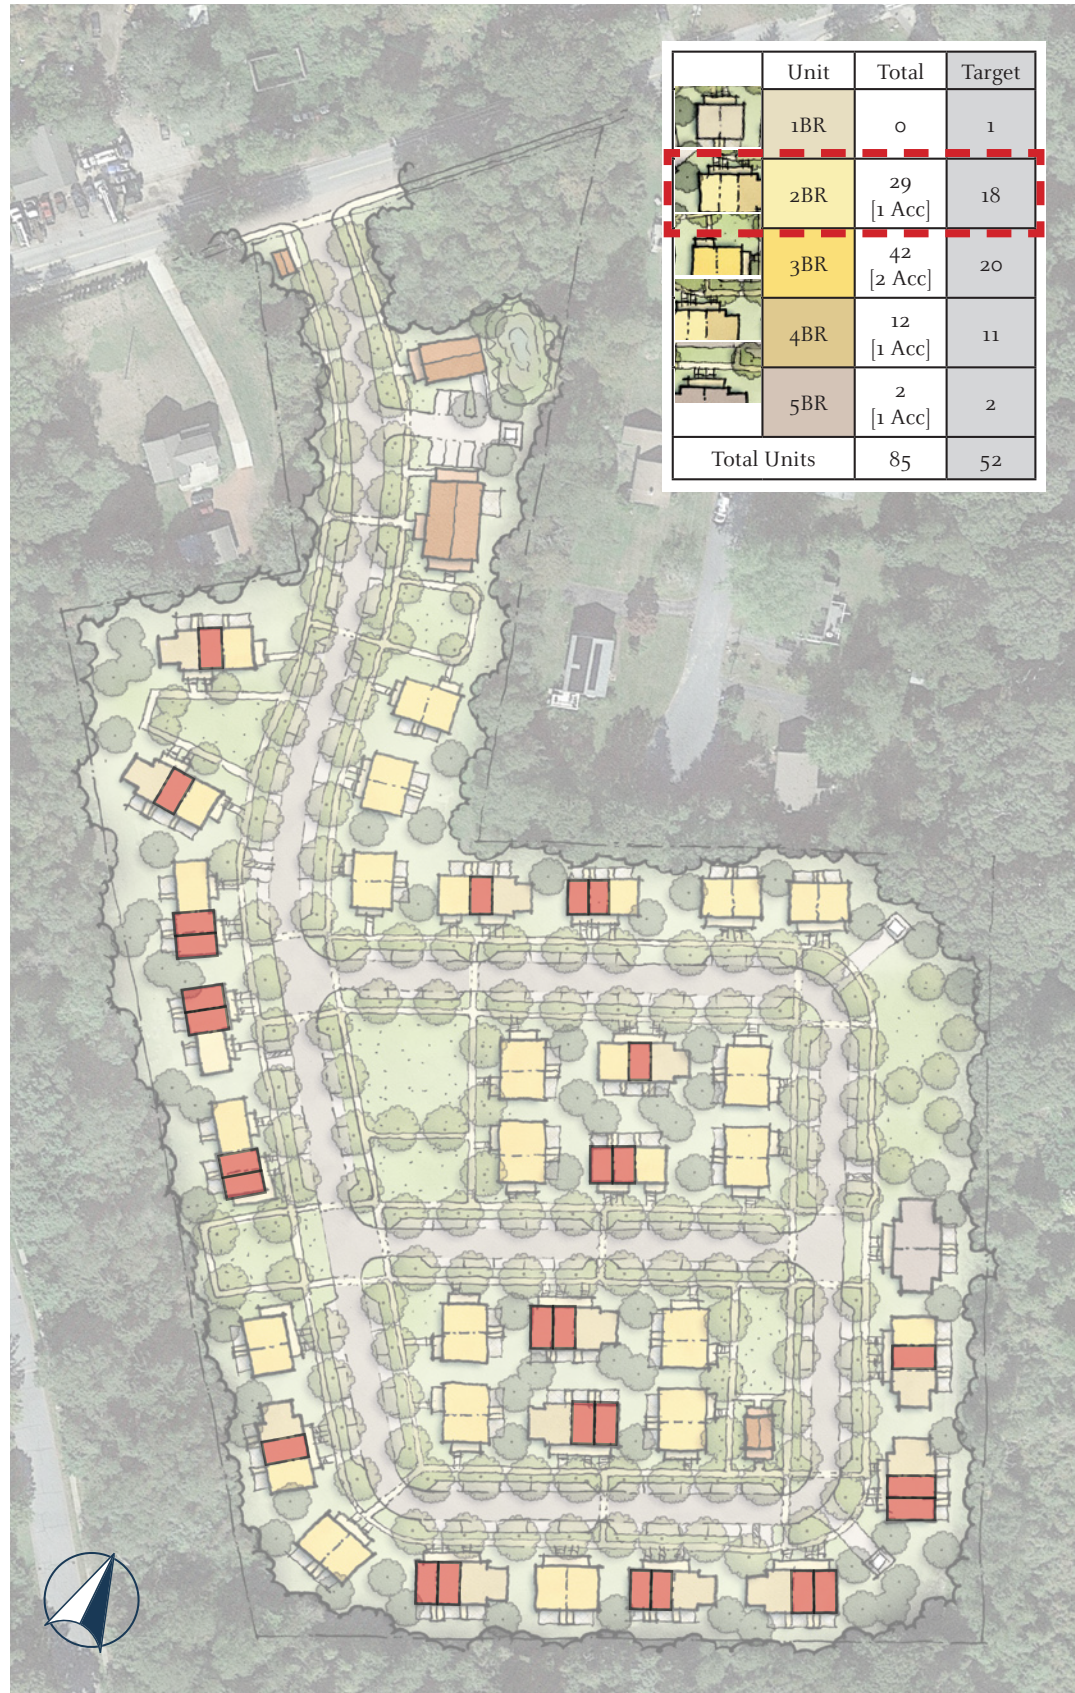 Unit Total Target
1BR 0 1
2BR 29 [1 Acc] 18
3BR 42 [2 Acc] 20
4BR 12 [1 Acc] 11
5BR 2 [1 Acc] 2
Total Units 85 52